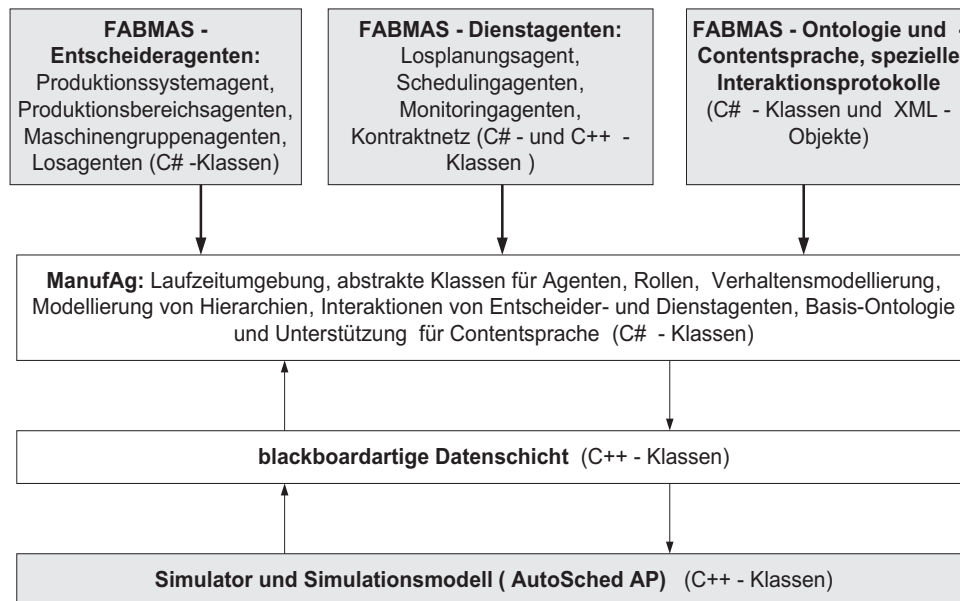 FABMAS -
Entscheideragenten:
Produktionssystemagent,
Produktionsbereichsagenten,
Maschinengruppenagenten,
Losagenten (C# -Klassen)
FABMAS - Dienstagenten:
Losplanungsagent,
Schedulingagenten,
Monitoringagenten,
Kontraktnetz (C# - und C++ -
Klassen )
FABMAS - Ontologie und -
Contentsprache, spezielle
Interaktionsprotokolle
(C# - Klassen und XML -
Objekte)
ManufAg: Laufzeitumgebung, abstrakte Klassen für Agenten, Rollen, Verhaltensmodellierung,
Modellierung von Hierarchien, Interaktionen von Entscheider- und Dienstagenten, Basis-Ontologie
und Unterstützung für Contentsprache (C# - Klassen)
blackboardartige Datenschicht (C++ - Klassen)
Simulator und Simulationsmodell ( AutoSched AP) (C++ - Klassen)